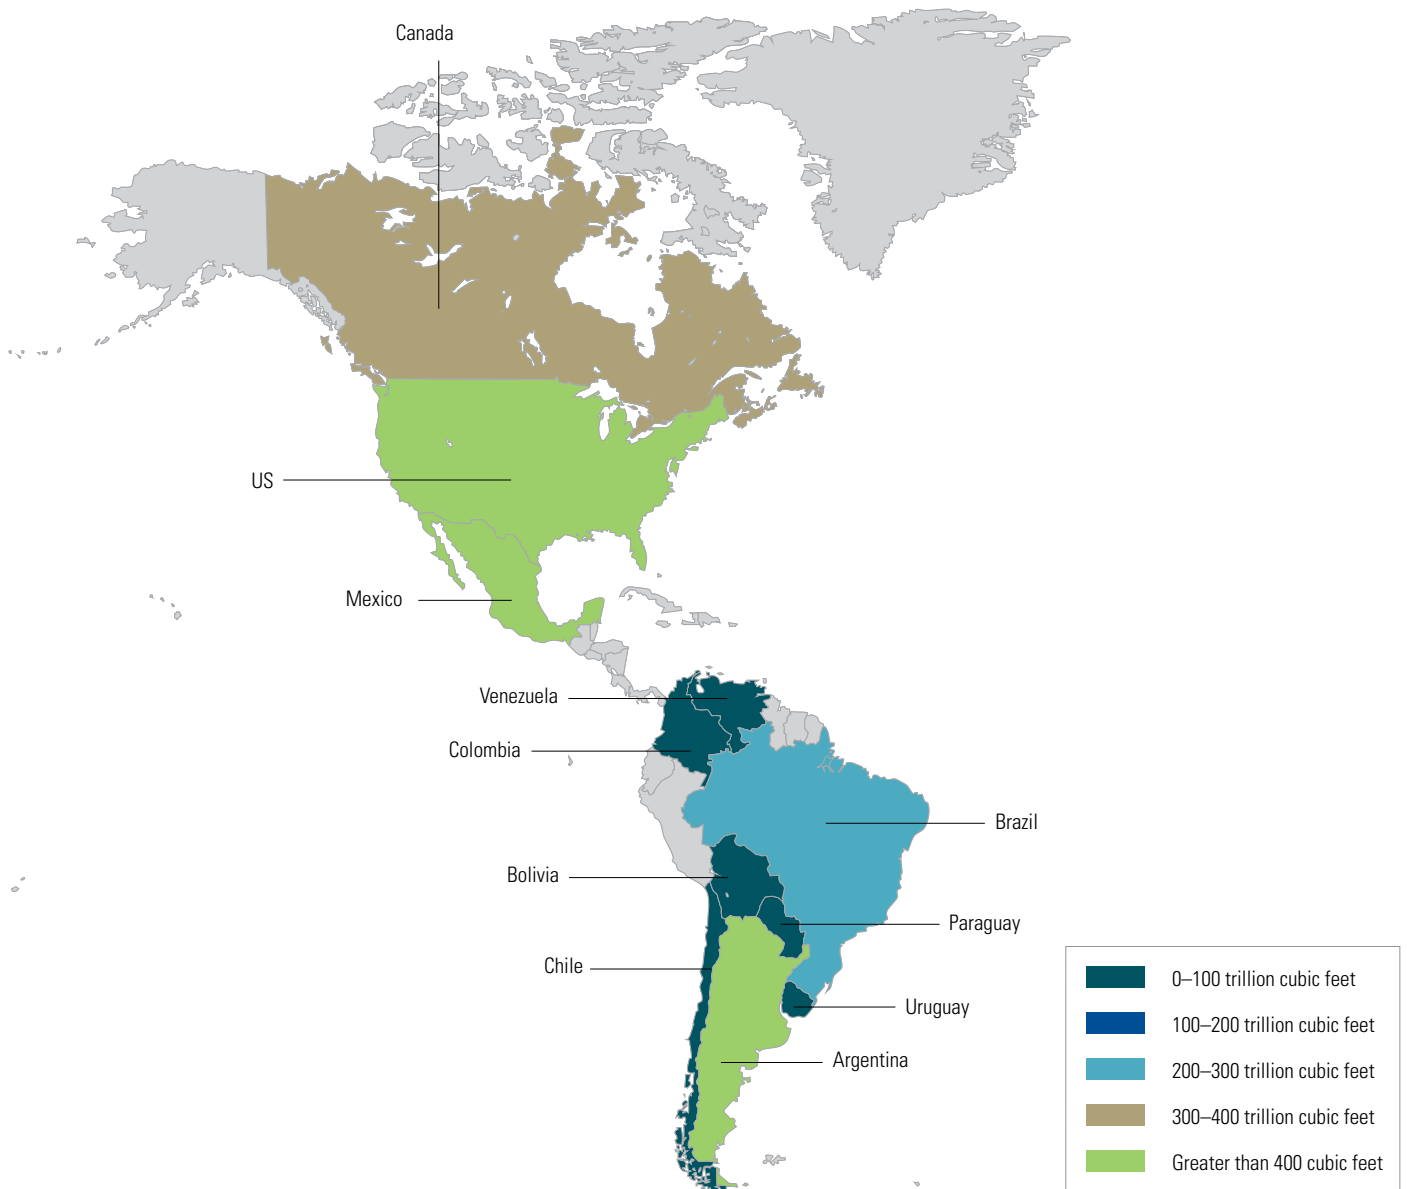 Canada
US
Mexico
Venezuela
Colombia
Brazil
Bolivia
Paraguay
Chile
Uruguay
Argentina
0–100 trillion cubic feet
100–200 trillion cubic feet
200–300 trillion cubic feet
300–400 trillion cubic feet
Greater than 400 cubic feet